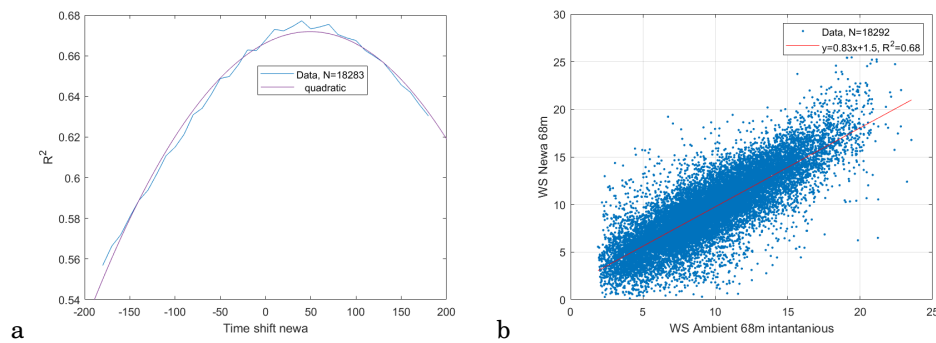 0.68
0.66
0.64
0.62
0.6
0.58
0.56
0.54
R²
-200 -150 -100 -50 0 50 100 150 200
Time shift newa
Data, N=18283
quadratic
a
30
25
20
15
10
5
0
WS Newa 68m
0 5 10 15 20 25
WS Ambient 68m intantanious
Data, N=18292
y=0.83x+1.5, R²=0.68
b